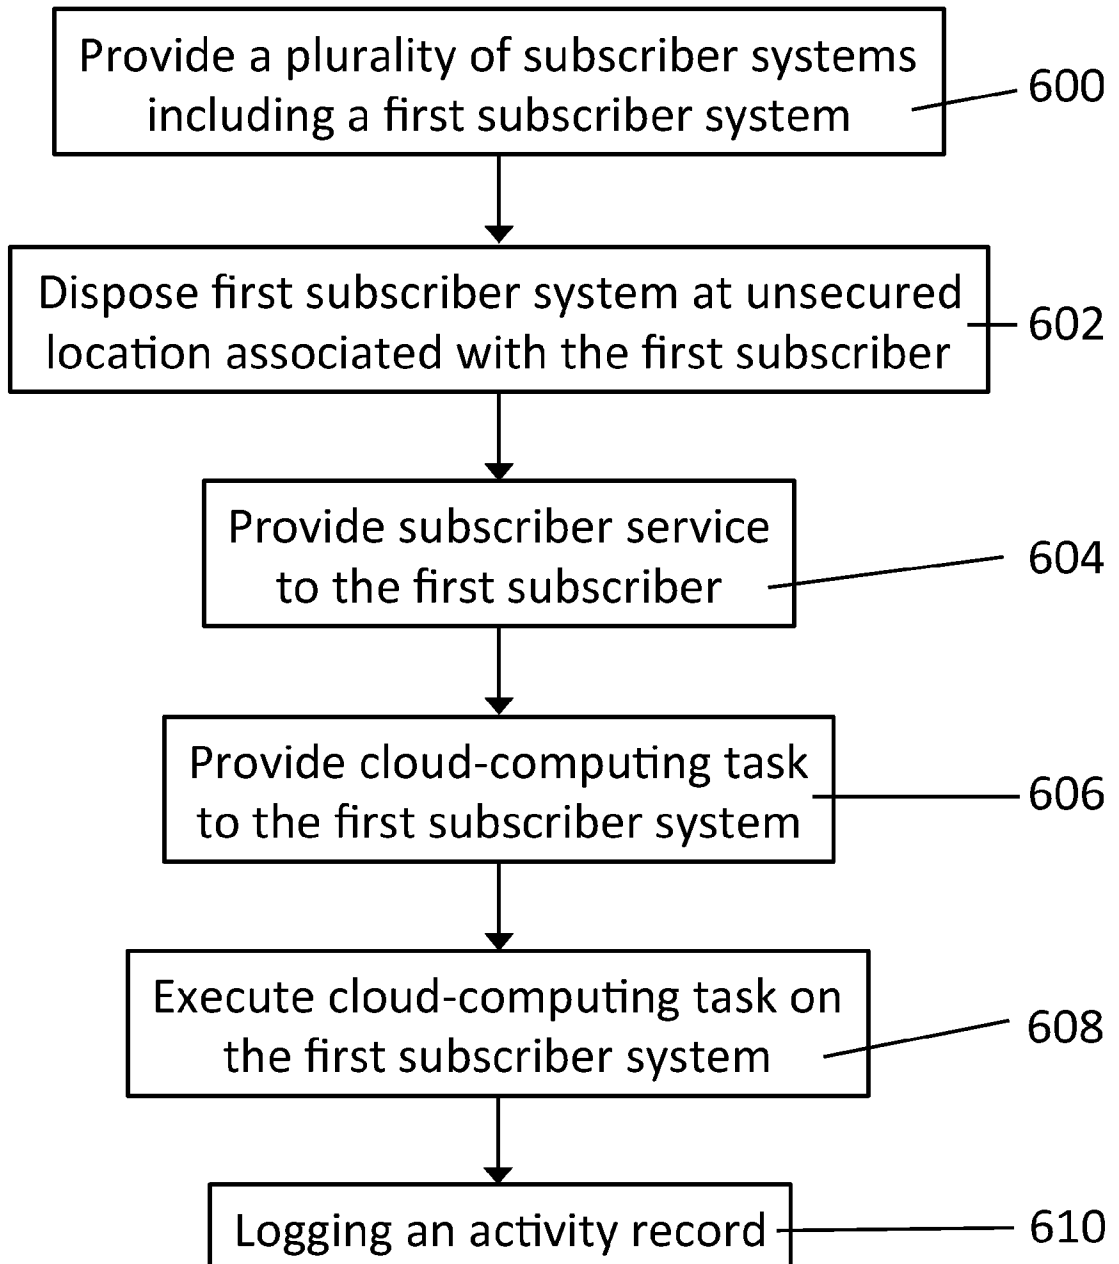 Provide a plurality of subscriber systems
including a first subscriber system
600
Dispose first subscriber system at unsecured
location associated with the first subscriber
602
Provide subscriber service
to the first subscriber
604
Provide cloud-computing task
to the first subscriber system
606
Execute cloud-computing task on
the first subscriber system
608
Logging an activity record
610